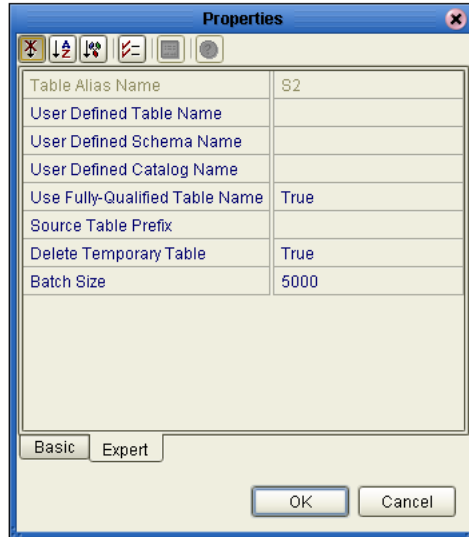 Properties
Table Alias Name S2
User Defined Table Name
User Defined Schema Name
User Defined Catalog Name
Use Fully-Qualified Table Name True
Source Table Prefix
Delete Temporary Table True
Batch Size 5000
Basic Expert
OK Cancel